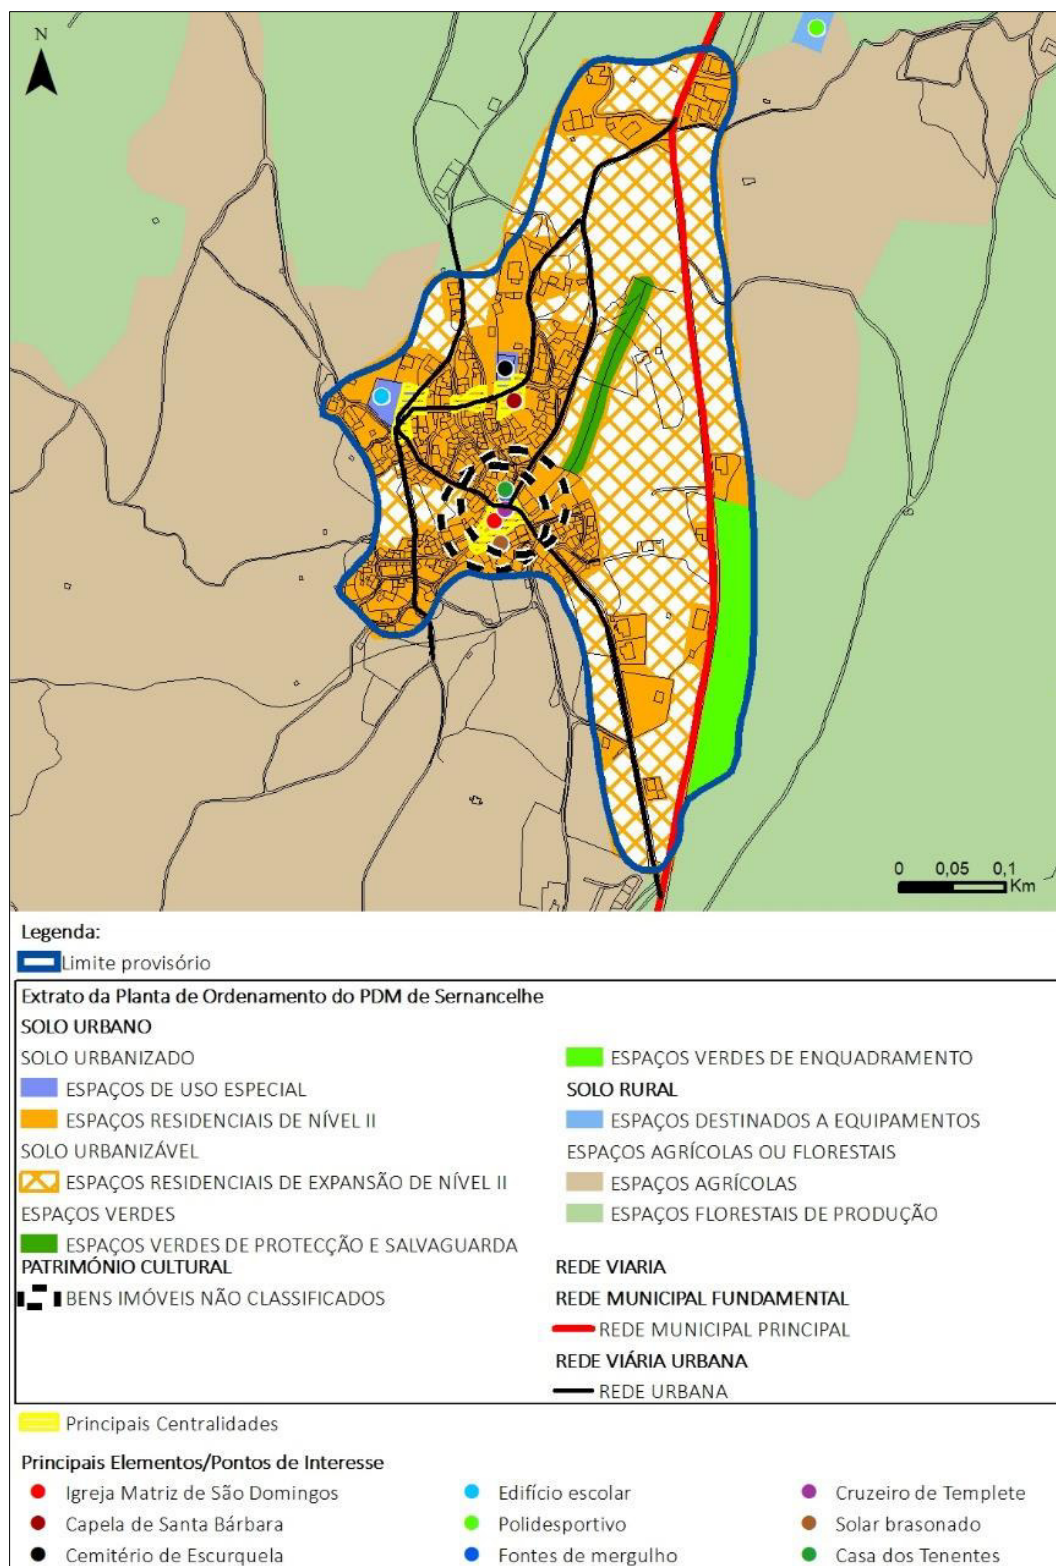 N
0 0,05 0,1
Km
Legenda:
Limite provisório
Extrato da Planta de Ordenamento do PDM de Sernancelhe
SOLO URBANO
SOLO URBANIZADO
ESPAÇOS DE USO ESPECIAL
ESPAÇOS RESIDENCIAIS DE NÍVEL II
SOLO URBANIZÁVEL
ESPAÇOS RESIDENCIAIS DE EXPANSÃO DE NÍVEL II
ESPAÇOS VERDES
ESPAÇOS VERDES DE PROTECÇÃO E SALVAGUARDA
PATRIMÓNIO CULTURAL
BENS IMÓVEIS NÃO CLASSIFICADOS
ESPAÇOS VERDES DE ENQUADRAMENTO
SOLO RURAL
ESPAÇOS DESTINADOS A EQUIPAMENTOS
ESPAÇOS AGRÍCOLAS OU FLORESTAIS
ESPAÇOS AGRÍCOLAS
ESPAÇOS FLORESTAIS DE PRODUÇÃO
REDE VIARIA
REDE MUNICIPAL FUNDAMENTAL
REDE MUNICIPAL PRINCIPAL
REDE VIÁRIA URBANA
REDE URBANA
Principais Centralidades
Principais Elementos/Pontos de Interesse
Igreja Matriz de São Domingos
Capela de Santa Bárbara
Cemitério de Escurquela
Edifício escolar
Polidesportivo
Fontes de mergulho
Cruzeiro de Templete
Solar brasonado
Casa dos Tenentes